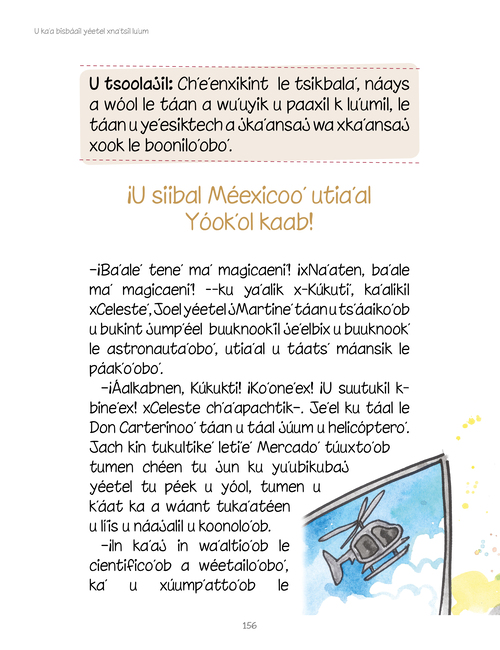 U ka'a bisbáail yéetel xna'tsil lu'um
U tsoolajil: Ch'e'enxikint le tsikbala', náays
a wóol le táan a wu'uyik u paaxil k lu'umil, le
táan u ye'esiktech a jka'ansaj wa xka'ansaj
xook le boonilo'obo'.
¡U siibal Méexicoo' utia'al
Yóok'ol kaab!
–¡Ba'ale' tene' ma' magicaeni'! ¡xNa'aten, ba'ale
ma' magicaeni'! --ku ya'alik x-Kúkuti', ka'alikil
xCeleste', Joel yéetel jMartine' táan u ts'áaiko'ob
u bukint jump'éel buuknook'il je'elbix u buuknook'
le astronauta'obo', utia'al u táats' máansik le
páak'o'obo'.
–¡Áalkabnen, Kúkukti! ¡Ko'one'ex! ¡U suutukil k-
bine'ex! xCeleste ch'a'apachtik–. Je'el ku táal le
Don Carterinoo' táan u táal júum u helicóptero'.
Jach kin tukultike' leti'e' Mercado' túuxto'ob
tumen chéen tu jun ku yu'ubikubaj
yéetel tu péek u yóol, tumen u
k'áat ka a wáant tuka'atéen
u líis u náajalil u koonolo'ob.
–¡In ka'aj in wa'altio'ob le
cientifico'ob a wéetailo'obo',
ka' u xúump'atto'ob le
156